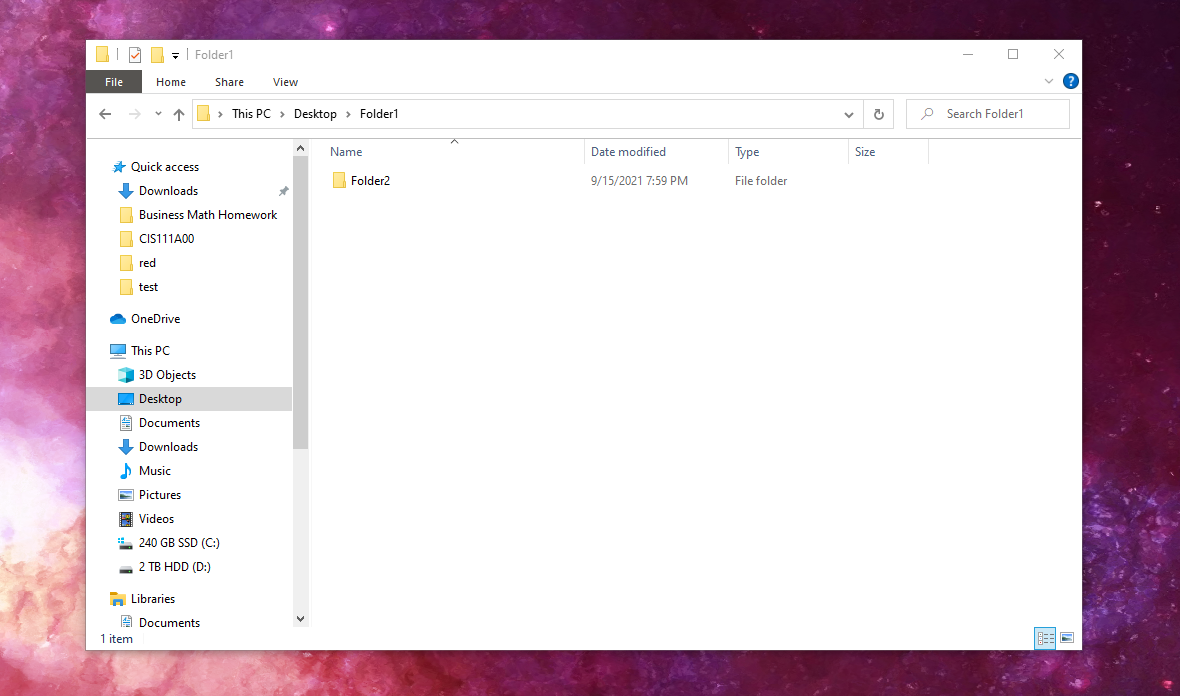 Folder1
File Home Share View
This PC Desktop Folder1
Search Folder1
Name Date modified Type Size
Folder2 9/15/2021 7:59 PM File folder
Quick access
Downloads
Business Math Homework
CIS111A00
red
test
OneDrive
This PC
3D Objects
Desktop
Documents
Downloads
Music
Pictures
Videos
240 GB SSD (C:)
2 TB HDD (D:)
Libraries
Documents
1 item